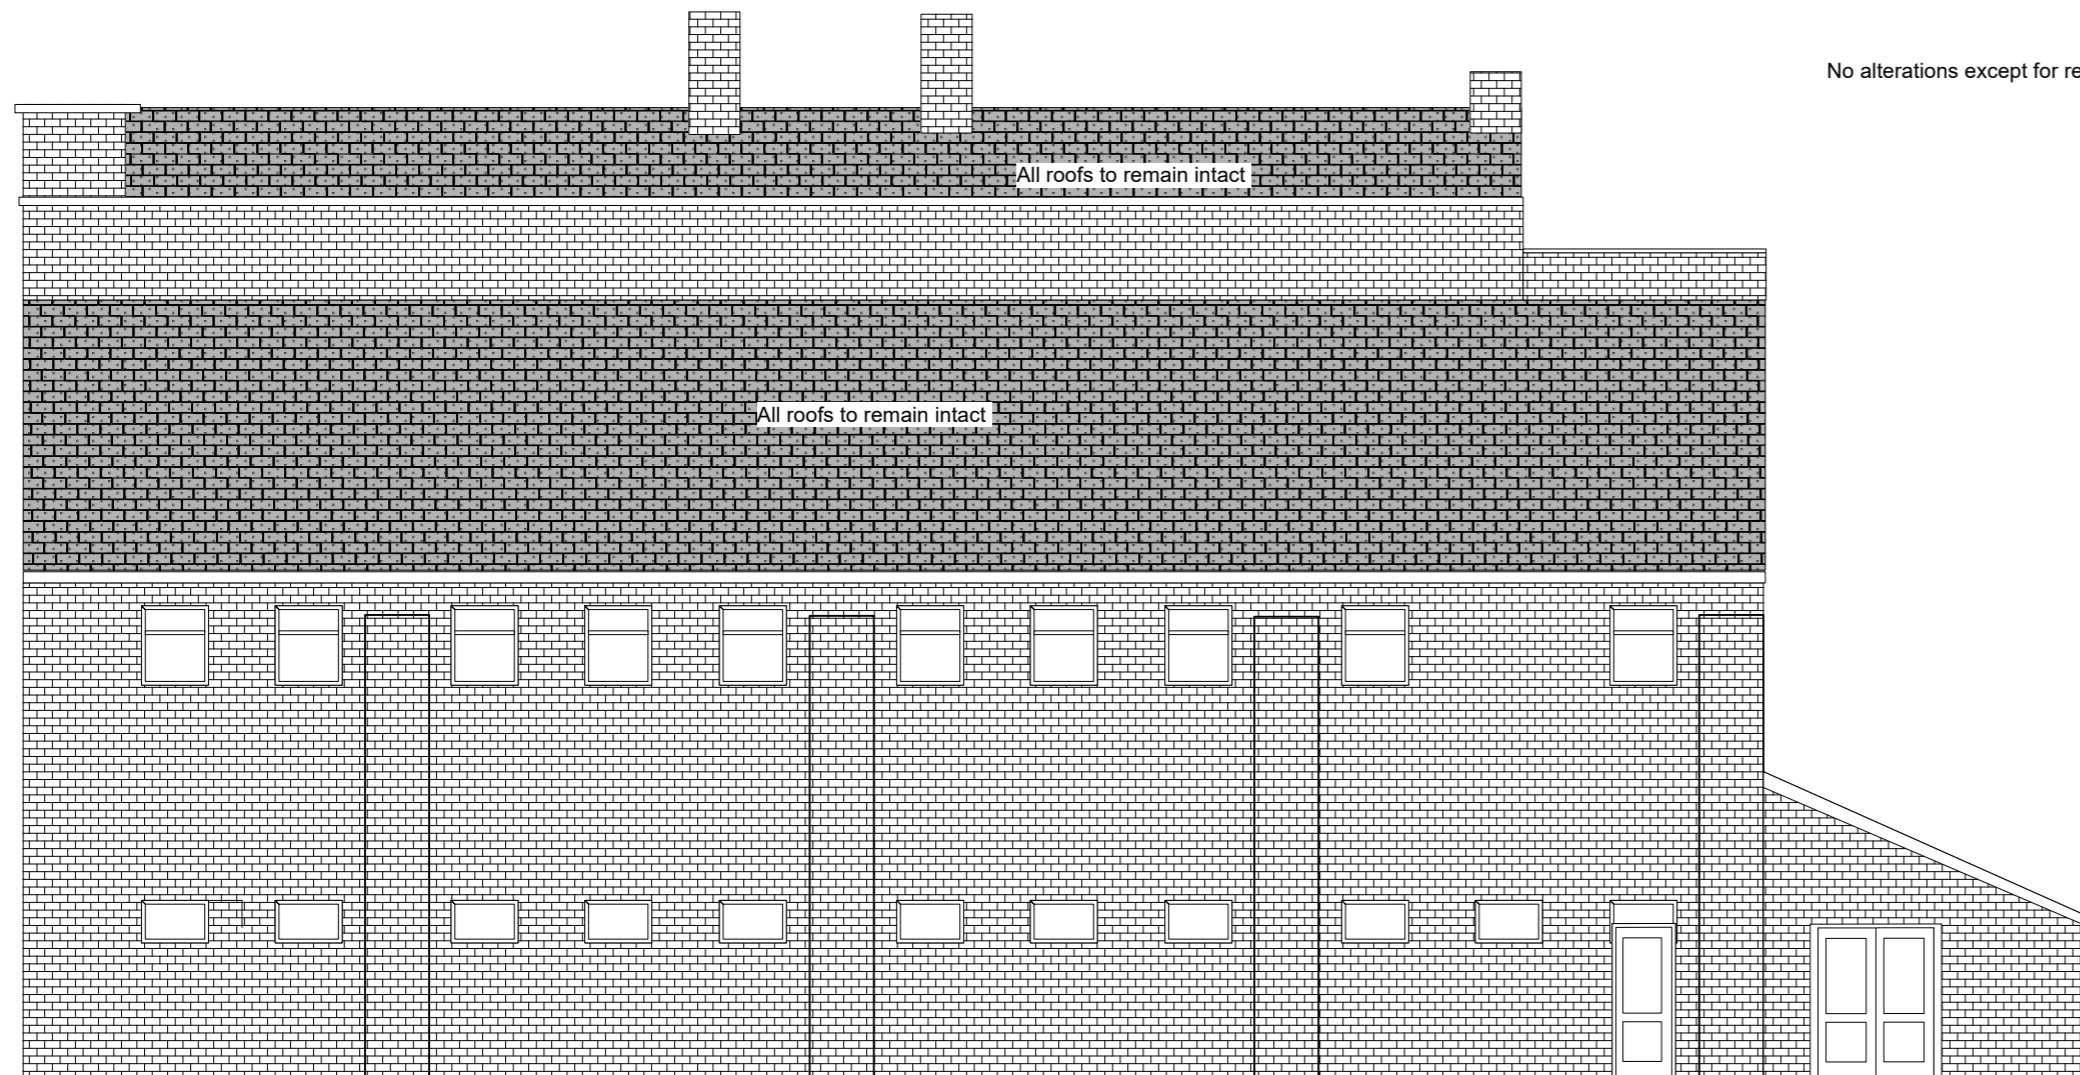 No alterations except for re
All roofs to remain intact
All roofs to remain intact